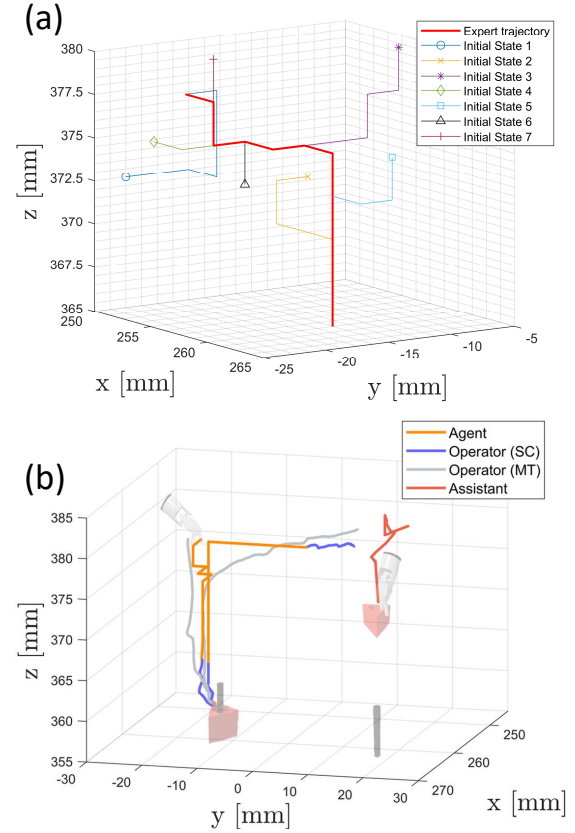 (a)
Expert trajectory
Initial State 1
Initial State 2
Initial State 3
Initial State 4
Initial State 5
Initial State 6
Initial State 7
380
377.5
375
372.5
370
367.5
365
z [mm]
250
255
260
265
x [mm]
-25
-20
-15
-10
-5
y [mm]
(b)
Agent
Operator (SC)
Operator (MT)
Assistant
385
380
375
370
365
360
355
z [mm]
-30
-20
-10
0
10
20
30
y [mm]
250
260
270
x [mm]